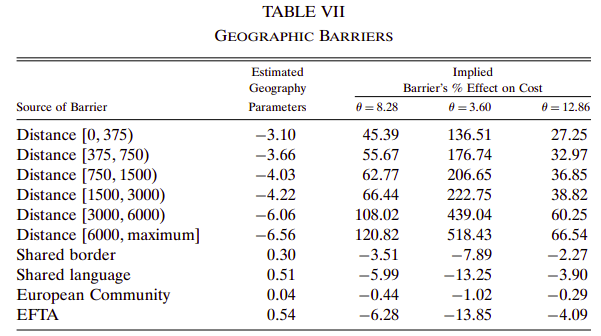 TABLE VII
GEOGRAPHIC BARRIERS
Estimated Implied
Geography Barrier's % Effect on Cost
Source of Barrier Parameters θ = 8.28 θ = 3.60 θ = 12.86
Distance [0, 375) −3.10 45.39 136.51 27.25
Distance [375, 750) −3.66 55.67 176.74 32.97
Distance [750, 1500) −4.03 62.77 206.65 36.85
Distance [1500, 3000) −4.22 66.44 222.75 38.82
Distance [3000, 6000) −6.06 108.02 439.04 60.25
Distance [6000, maximum] −6.56 120.82 518.43 66.54
Shared border 0.30 −3.51 −7.89 −2.27
Shared language 0.51 −5.99 −13.25 −3.90
European Community 0.04 −0.44 −1.02 −0.29
EFTA 0.54 −6.28 −13.85 −4.09